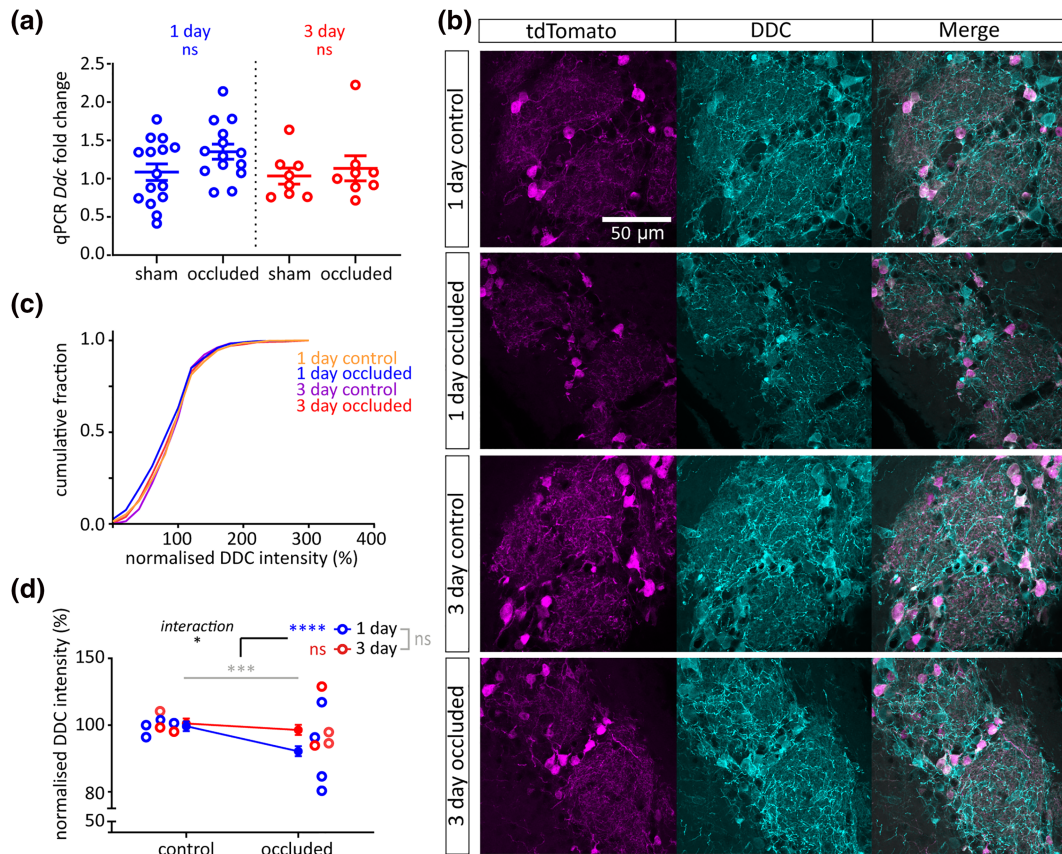 (a)
1 day
ns
3 day
ns
qPCR Ddc fold change
2.5
2.0
1.5
1.0
0.5
0.0
sham
occluded
sham
occluded
(b)
tdTomato
DDC
Merge
1 day control
50 µm
1 day occluded
3 day control
3 day occluded
(c)
cumulative fraction
1.0
0.5
0.0
1 day control
1 day occluded
3 day control
3 day occluded
0
100
200
300
400
normalised DDC intensity (%)
(d)
normalised DDC intensity (%)
150
100
80
50
interaction
*
***
**** 1 day
ns 3 day
ns
control
occluded